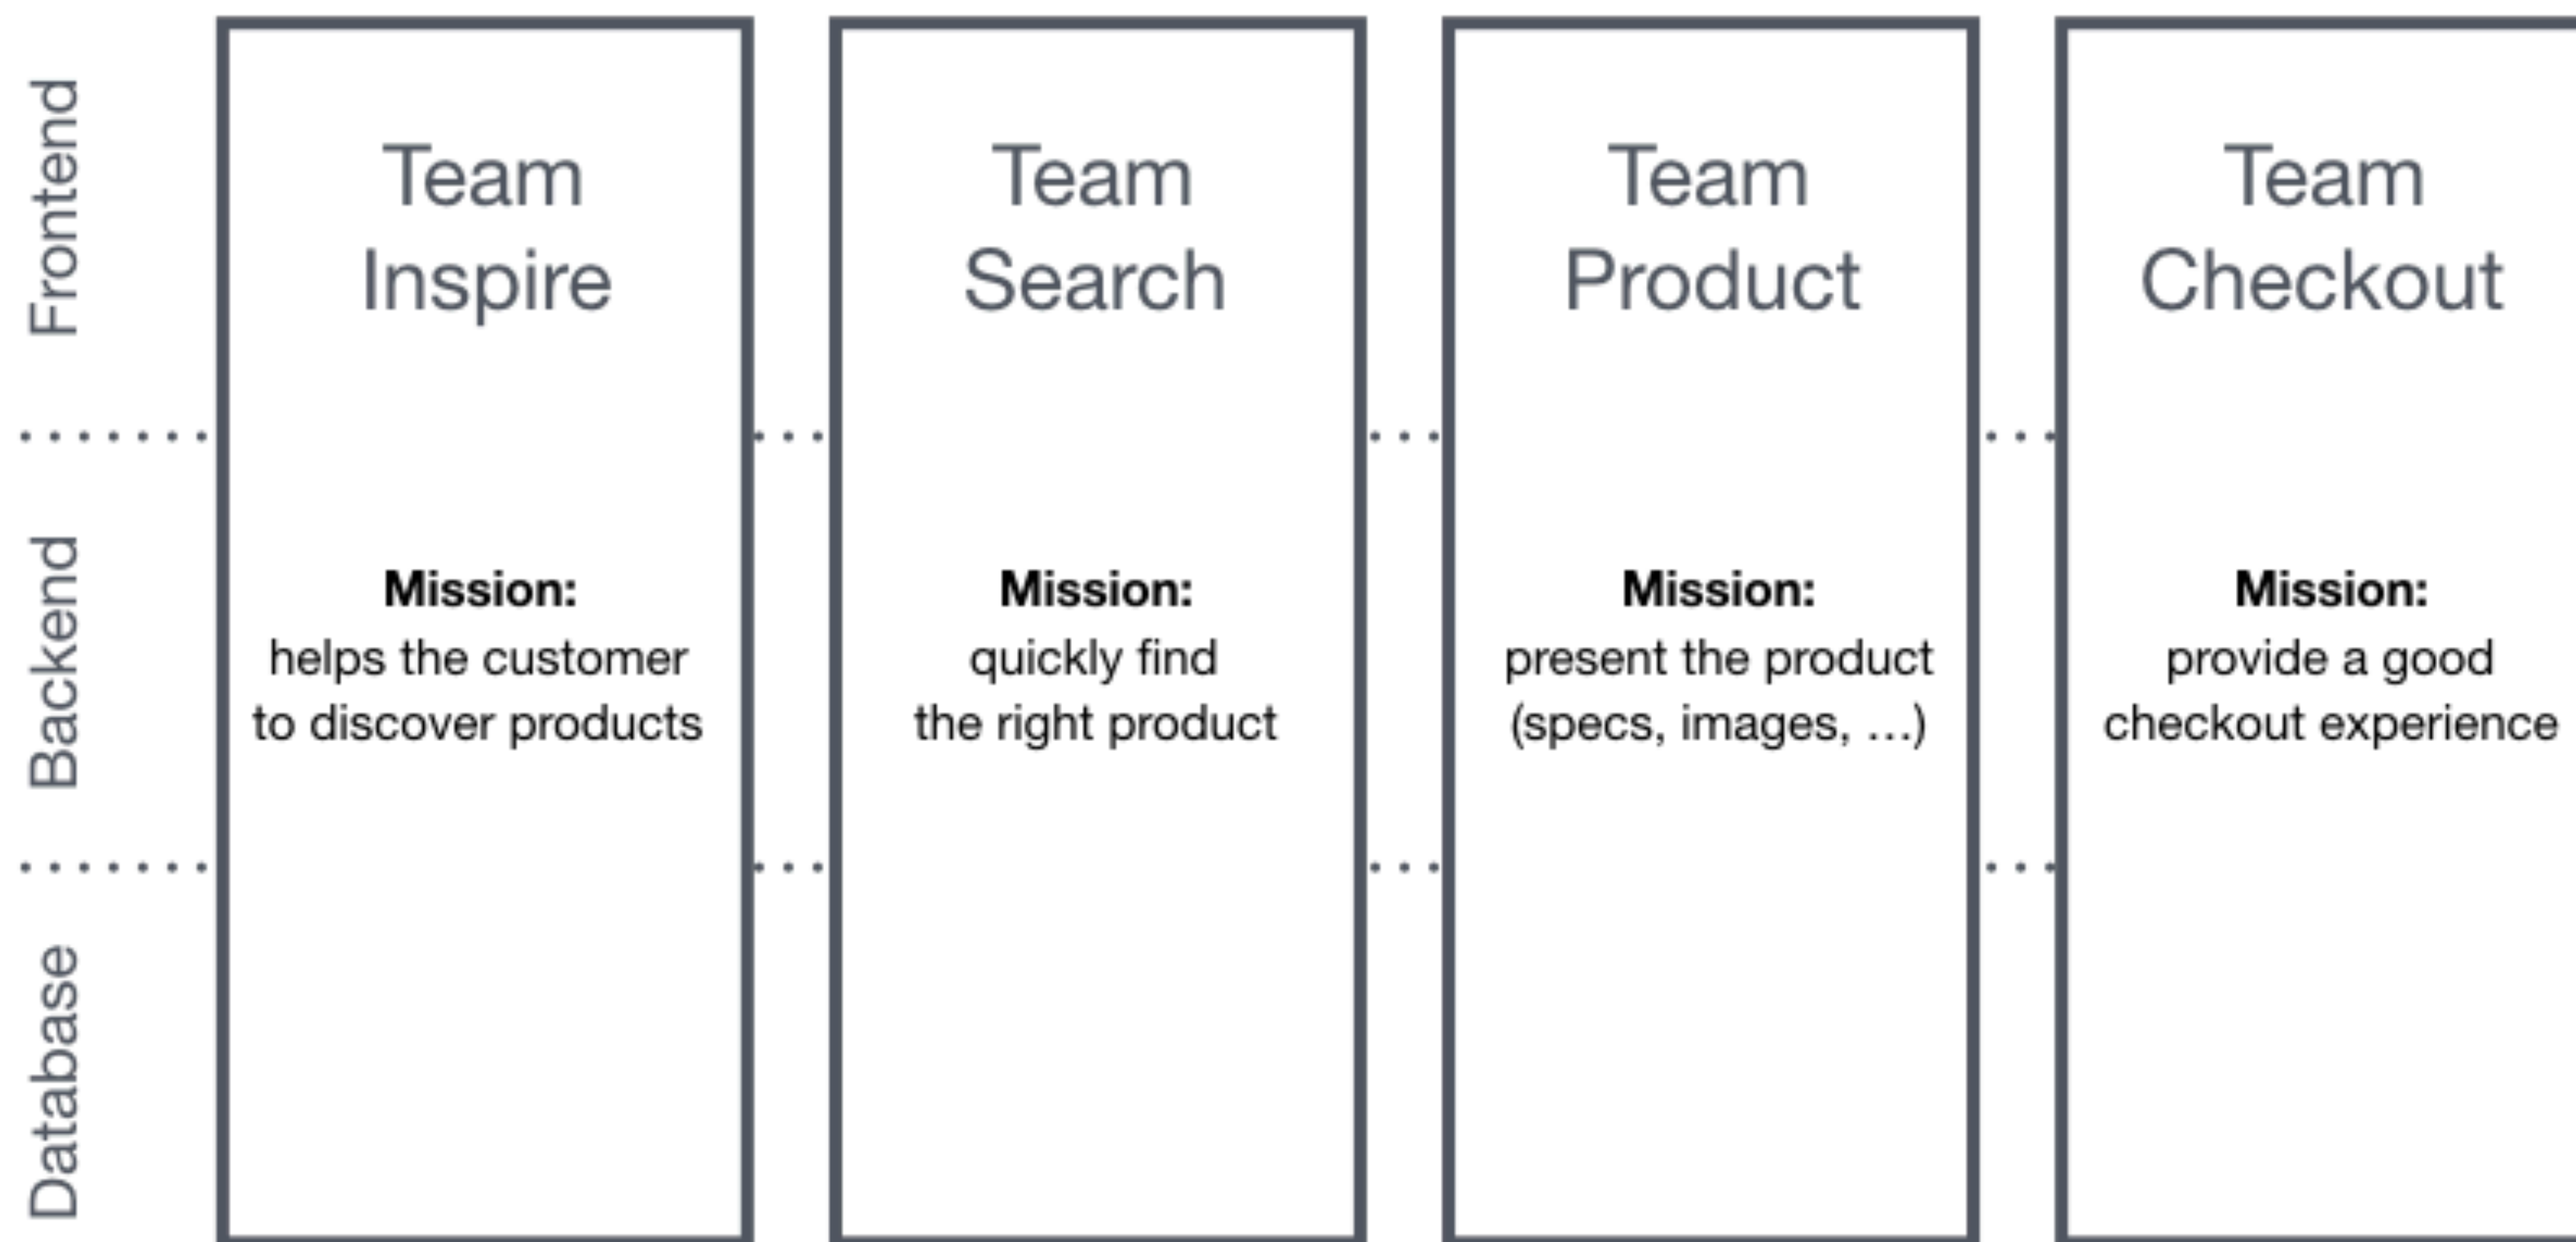 Frontend
Team
Inspire
Team
Search
Team
Product
Team
Checkout
Backend
Mission:
helps the customer
to discover products
Mission:
quickly find
the right product
Mission:
present the product
(specs, images, …)
Mission:
provide a good
checkout experience
Database